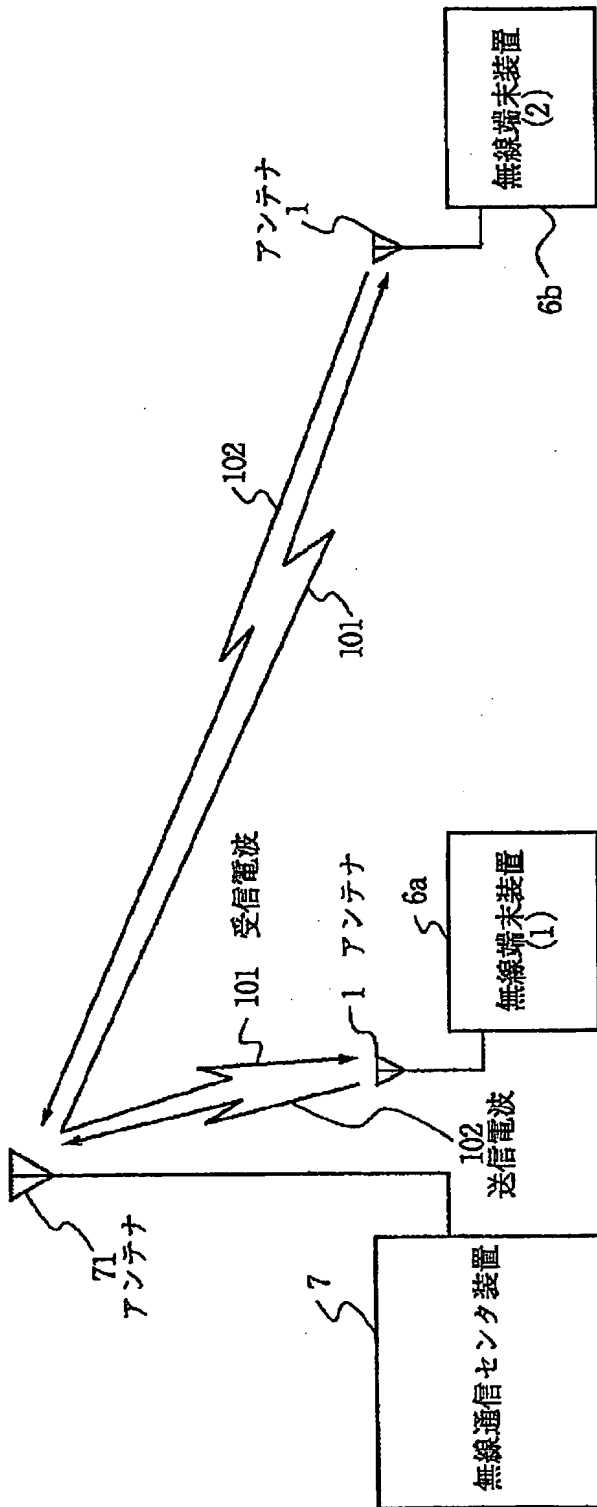 71
アンテナ
7
無線通信センタ装置
101 受信電波
102
送信電波
1 アンテナ
6a
無線端末装置
(1)
102
101
アンテナ
1
6b
無線端末装置
(2)